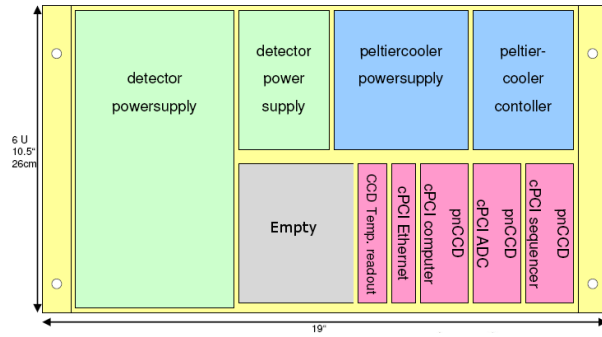 detector
powersupply
detector
power
supply
peltiercooler
powersupply
peltier-
cooler
contoller
6 U
10.5"
26cm
Empty
CCD Temp. readout
cPCI Ethernet
pnCCD
cPCI computer
pnCCD
cPCI ADC
pnCCD
cPCI sequencer
19"